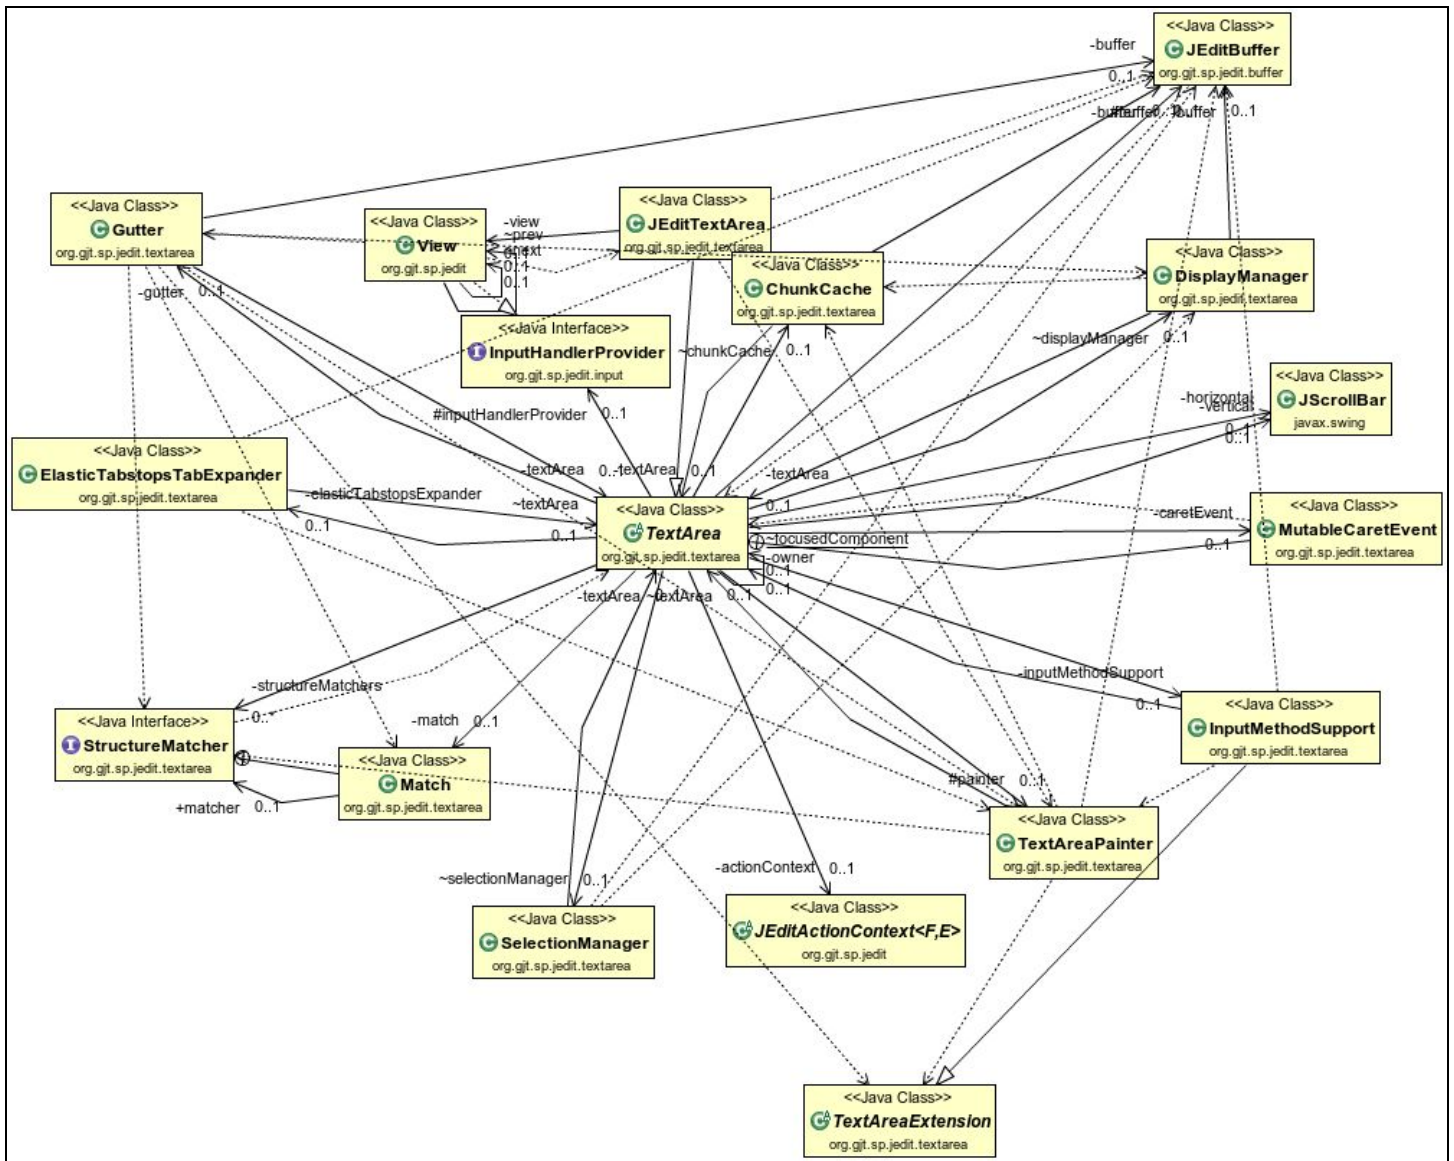 <<Java Class>>
JEditBuffer
org.gjt.sp.jedit.buffer
-buffer
0..1
0..1
<<Java Class>>
Gutter
org.gjt.sp.jedit.textarea
<<Java Class>>
View
org.gjt.sp.jedit
-view
~prev
0..1
0..1
<<Java Class>>
JEditTextArea
org.gjt.sp.jedit.textarea
<<Java Class>>
ChunkCache
org.gjt.sp.jedit.textarea
<<Java Class>>
DisplayManager
org.gjt.sp.jedit.textarea
-gutter
0..1
<<Java Interface>>
InputHandlerProvider
org.gjt.sp.jedit.input
~chunkCache
0..1
~displayManager
0..1
<<Java Class>>
JScrollBar
javax.swing
-horizontal
-vertical
0..1
0..1
#inputHandlerProvider
0..1
<<Java Class>>
ElasticTabstopsTabExpander
org.gjt.sp.jedit.textarea
-elasticTabstopsExpander
0..1
-textArea
-textArea
0..1
-textArea
0..1
~textArea
0..1
<<Java Class>>
TextArea
org.gjt.sp.jedit.textarea
~focusedComponent
-owner
0..1
0..1
-caretEvent
0..1
<<Java Class>>
MutableCaretEvent
org.gjt.sp.jedit.textarea
-textArea
~textArea
0..1
-structureMatchers
0..*
<<Java Interface>>
StructureMatcher
org.gjt.sp.jedit.textarea
-match
0..1
<<Java Class>>
Match
org.gjt.sp.jedit.textarea
+matcher
0..1
-inputMethodSupport
0..1
<<Java Class>>
InputMethodSupport
org.gjt.sp.jedit.textarea
#painter
0..1
<<Java Class>>
TextAreaPainter
org.gjt.sp.jedit.textarea
~selectionManager
0..1
<<Java Class>>
SelectionManager
org.gjt.sp.jedit.textarea
-actionContext
0..1
<<Java Class>>
JEditActionContext<F,E>
org.gjt.sp.jedit
<<Java Class>>
TextAreaExtension
org.gjt.sp.jedit.textarea